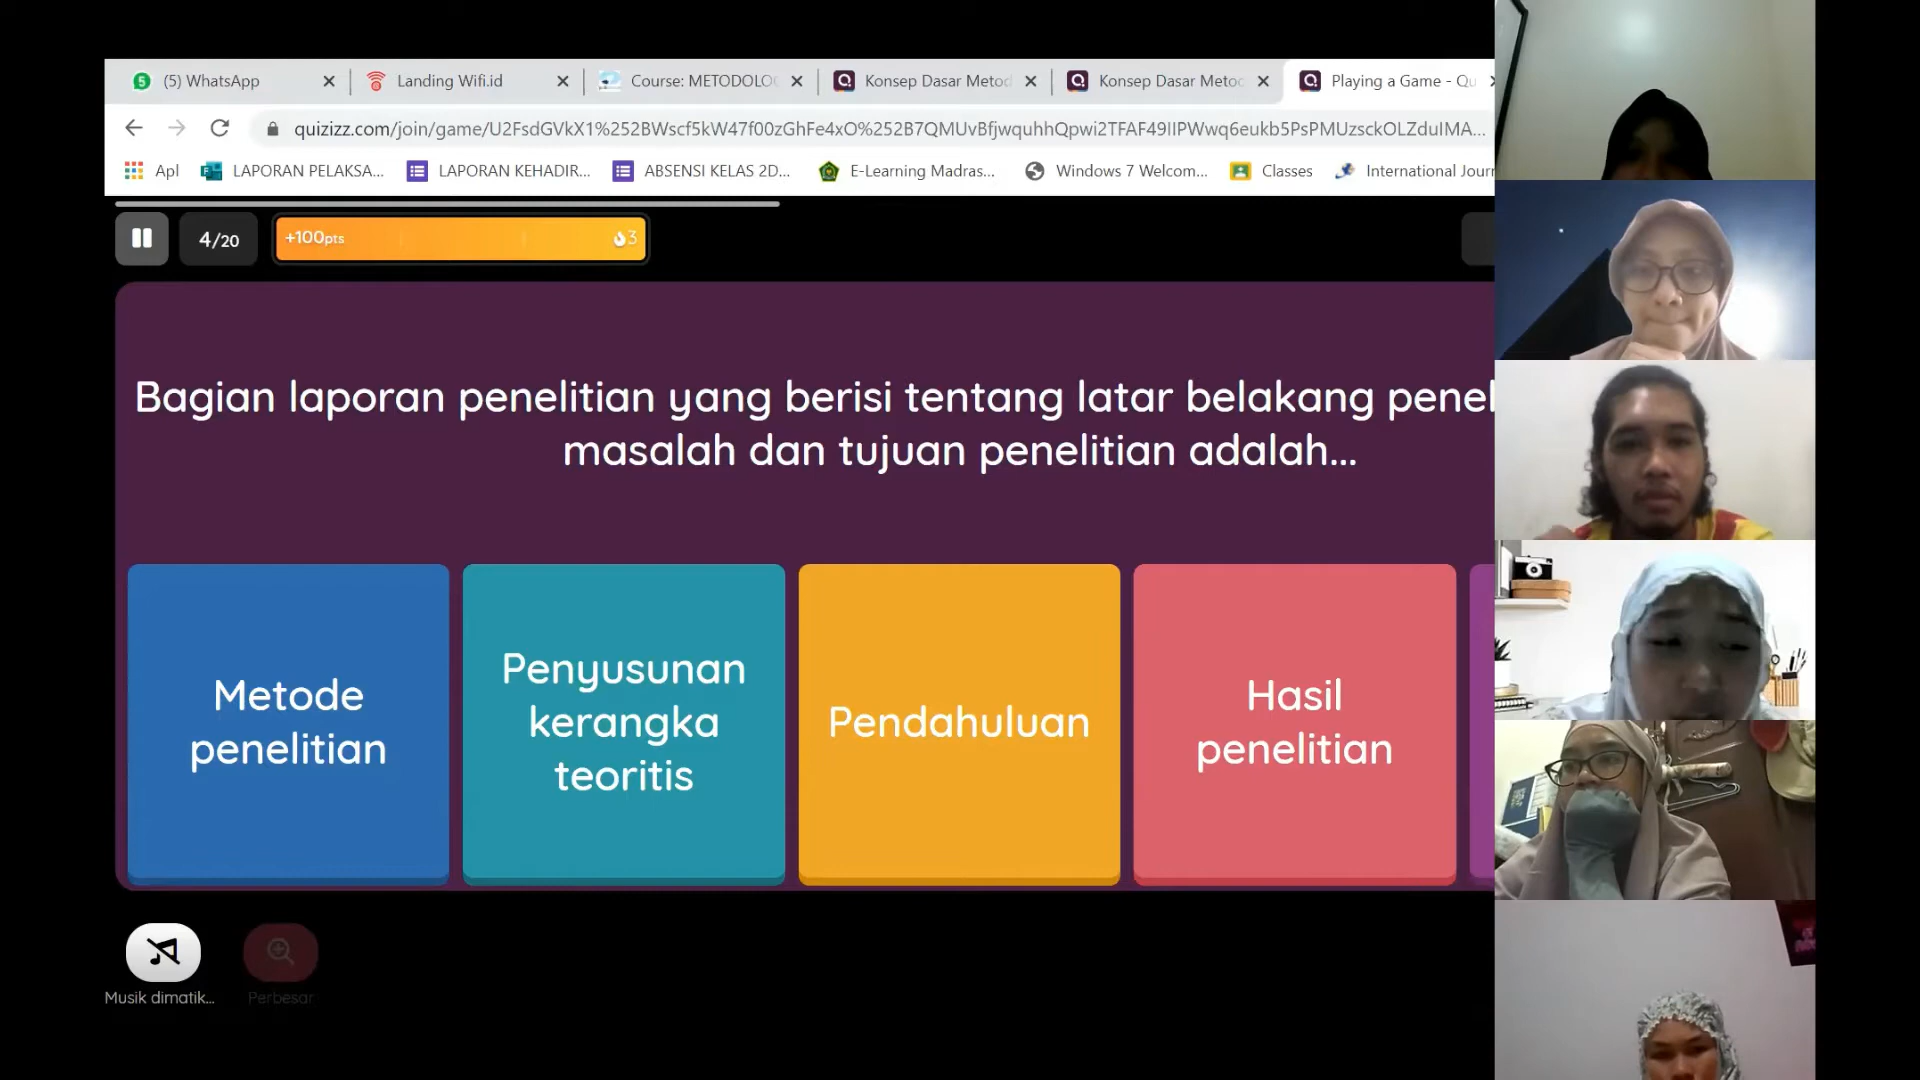 (5) WhatsApp
Landing Wifi.id
Course: METODOLO
Konsep Dasar Metod
Konsep Dasar Metod
Playing a Game - Qu
quizizz.com/join/game/U2FsdGVkX1%252BWscf5kW47f00zGhFe4xO%252B7QMUvBfjwquhhQpwi2TFAF49IIPWwq6eukb5PsPMUzsckOLZduIMA...
Apl
LAPORAN PELAKSA...
LAPORAN KEHADIR...
ABSENSI KELAS 2D...
E-Learning Madras...
Windows 7 Welcom...
Classes
International Jour
4/20
+100pts
3
Bagian laporan penelitian yang berisi tentang latar belakang penel
masalah dan tujuan penelitian adalah...
Metode
penelitian
Penyusunan
kerangka
teoritis
Pendahuluan
Hasil
penelitian
Musik dimatik...
Perbesar